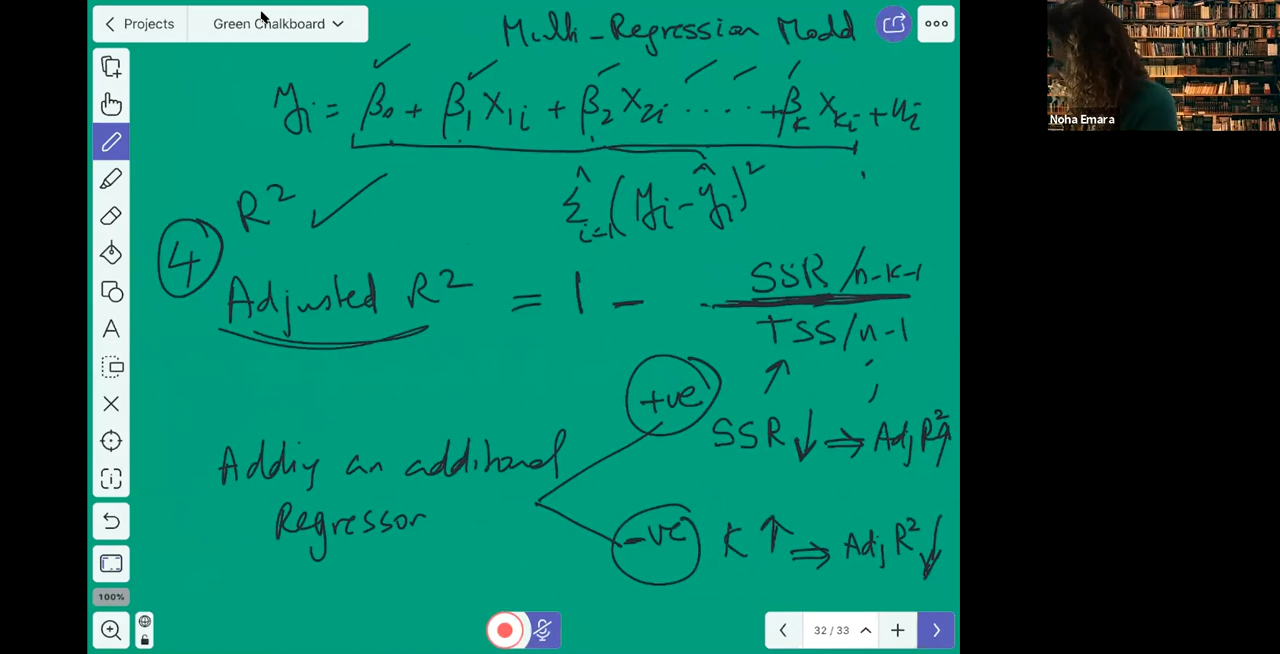 Projects
Green Chalkboard
Multi-Regression Model
yi = β0 + β1 X1i + β2 X2i .... + βk Xki + ui
R² ✓
Σ i=1 (yi - ŷi)²
4
Adjusted R² = 1 - SSR/n-k-1
TSS/n-1
+ve
SSR ↓ ⇒ Adj R² ↑
Adding an additional
Regressor
-ve K ↑ ⇒ Adj R² ↓
Noha Emara
100%
32 / 33